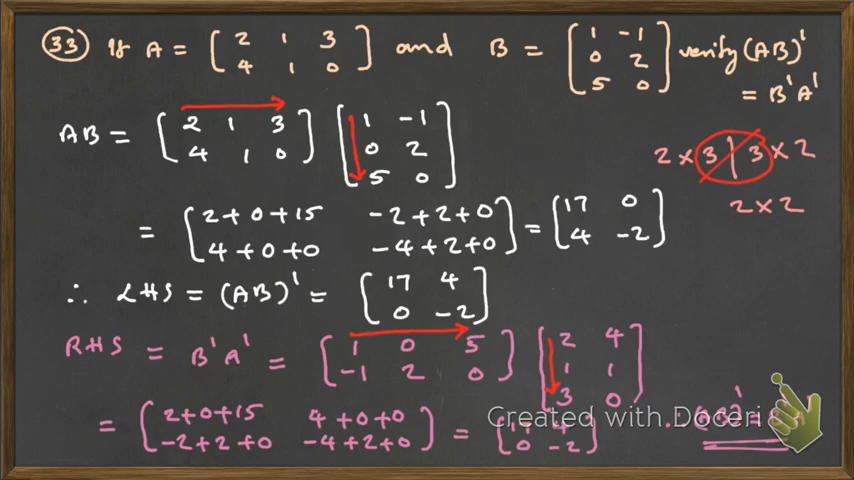 (33) If A = [ 2 1 3 ; 4 1 0 ] and B = [ 1 -1 ; 0 2 ; 5 0 ] verify (AB)'
= B'A'
AB = [ 2 1 3 ; 4 1 0 ] [ 1 -1 ; 0 2 ; 5 0 ]
2 × 3 | 3 × 2
2 × 2
= [ 2+0+15 -2+2+0 ; 4+0+0 -4+2+0 ] = [ 17 0 ; 4 -2 ]
∴ LHS = (AB)' = [ 17 4 ; 0 -2 ]
RHS = B'A' = [ 1 0 5 ; -1 2 0 ] [ 2 4 ; 1 1 ; 3 0 ]
= [ 2+0+15 4+0+0 ; -2+2+0 -4+2+0 ] = [ 17 4 ; 0 -2 ]
Created with Doceri